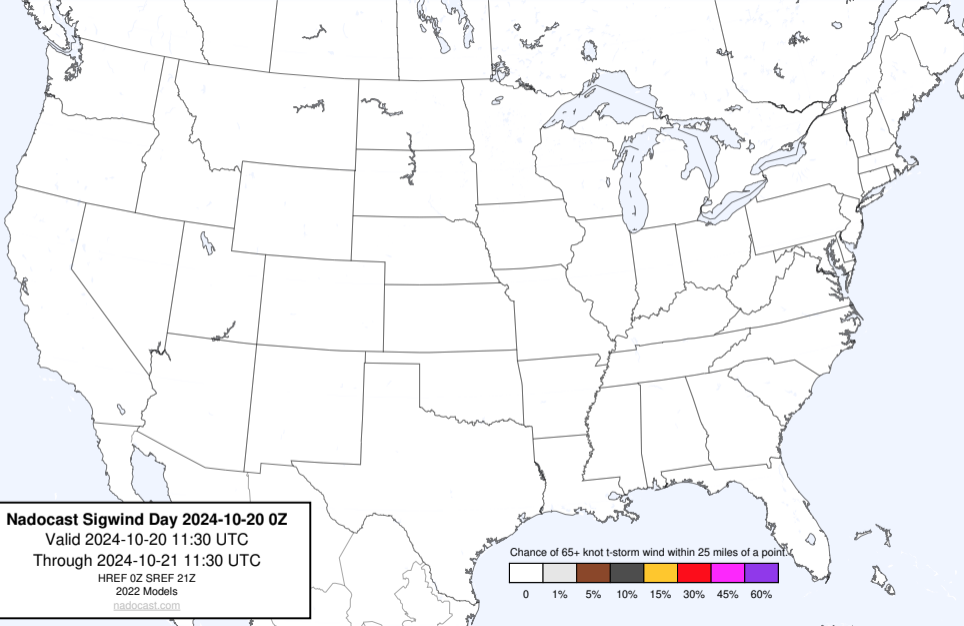 Nadocast Sigwind Day 2024-10-20 0Z
Valid 2024-10-20 11:30 UTC
Through 2024-10-21 11:30 UTC
HREF 0Z SREF 21Z
2022 Models
nadocast.com
Chance of 65+ knot t-storm wind within 25 miles of a point.
0 1% 5% 10% 15% 30% 45% 60%